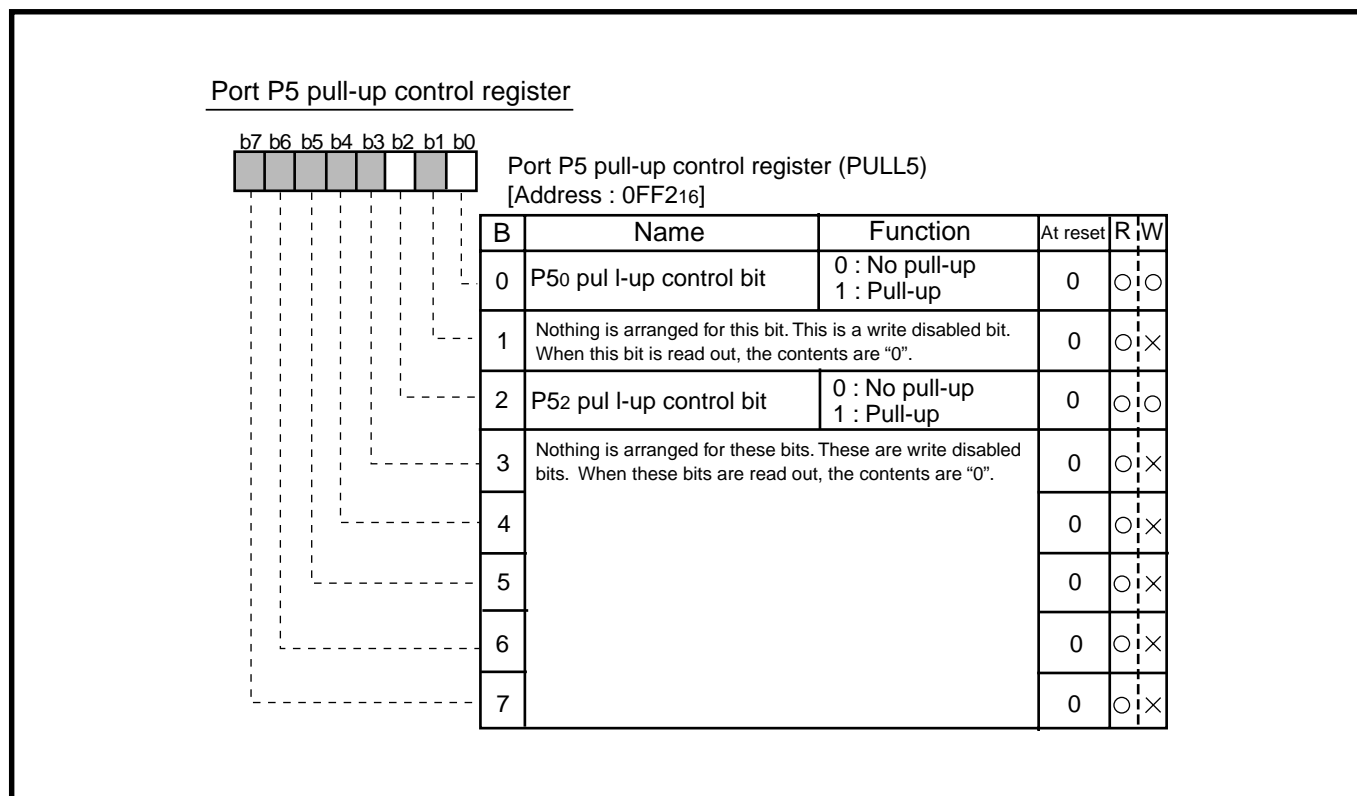 Port P5 pull-up control register
b7 b6 b5 b4 b3 b2 b1 b0
Port P5 pull-up control register (PULL5)
[Address : 0FF216]
B Name Function At reset R W
0 P50 pul l-up control bit 0 : No pull-up 0 ○ ○
1 : Pull-up
1 Nothing is arranged for this bit. This is a write disabled bit. 0 ○ ×
When this bit is read out, the contents are “0”.
2 P52 pul l-up control bit 0 : No pull-up 0 ○ ○
1 : Pull-up
3 Nothing is arranged for these bits. These are write disabled 0 ○ ×
bits. When these bits are read out, the contents are “0”.
4 0 ○ ×
5 0 ○ ×
6 0 ○ ×
7 0 ○ ×